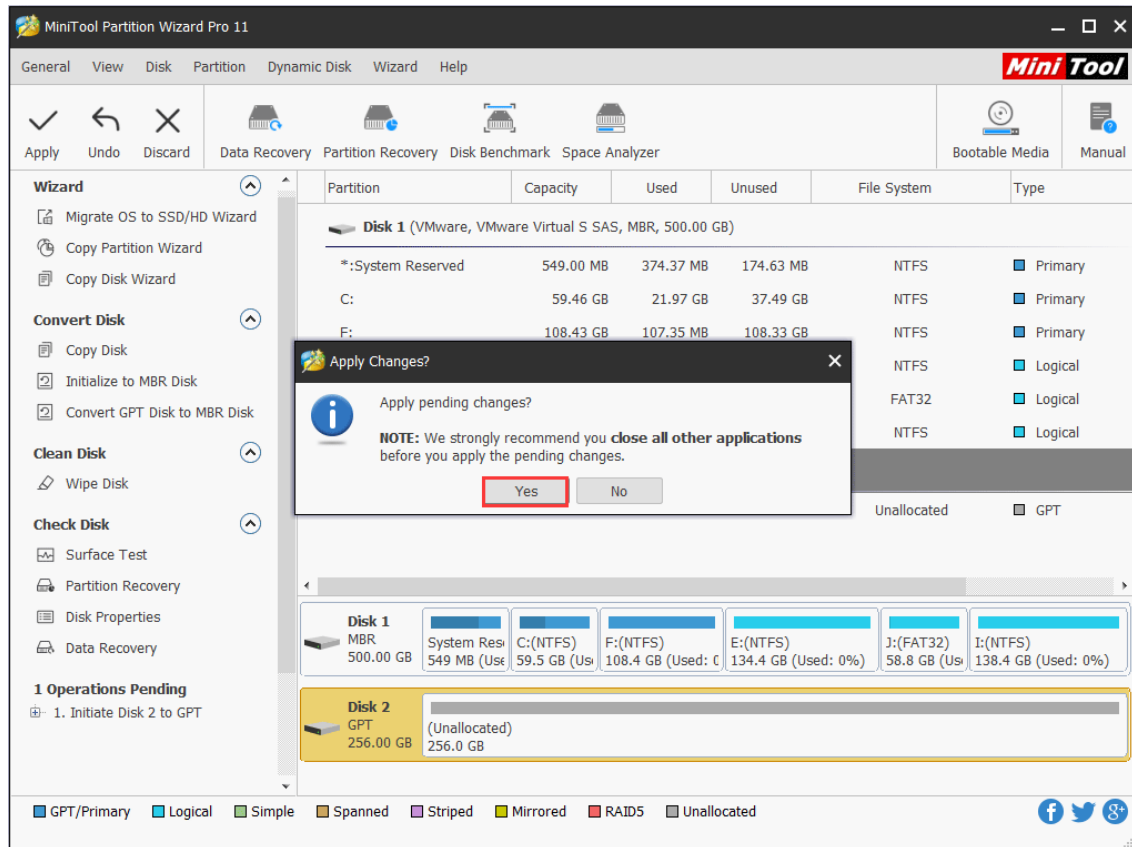 MiniTool Partition Wizard Pro 11
General View Disk Partition Dynamic Disk Wizard Help
Mini Tool
Apply Undo Discard Data Recovery Partition Recovery Disk Benchmark Space Analyzer Bootable Media Manual
Wizard
Migrate OS to SSD/HD Wizard
Copy Partition Wizard
Copy Disk Wizard
Convert Disk
Copy Disk
Initialize to MBR Disk
Convert GPT Disk to MBR Disk
Clean Disk
Wipe Disk
Check Disk
Surface Test
Partition Recovery
Disk Properties
Data Recovery
1 Operations Pending
1. Initiate Disk 2 to GPT
Partition Capacity Used Unused File System Type
Disk 1 (VMware, VMware Virtual S SAS, MBR, 500.00 GB)
*:System Reserved 549.00 MB 374.37 MB 174.63 MB NTFS Primary
C: 59.46 GB 21.97 GB 37.49 GB NTFS Primary
F: 108.43 GB 107.35 MB 108.33 GB NTFS Primary
NTFS Logical
FAT32 Logical
NTFS Logical
Unallocated GPT
Apply Changes?
Apply pending changes?
NOTE: We strongly recommend you close all other applications
before you apply the pending changes.
Yes No
Disk 1
MBR
500.00 GB
System Rese
549 MB (Use
C:(NTFS)
59.5 GB (Us
F:(NTFS)
108.4 GB (Used: 0
E:(NTFS)
134.4 GB (Used: 0%)
J:(FAT32)
58.8 GB (Us
I:(NTFS)
138.4 GB (Used: 0%)
Disk 2
GPT
256.00 GB
(Unallocated)
256.0 GB
GPT/Primary Logical Simple Spanned Striped Mirrored RAID5 Unallocated